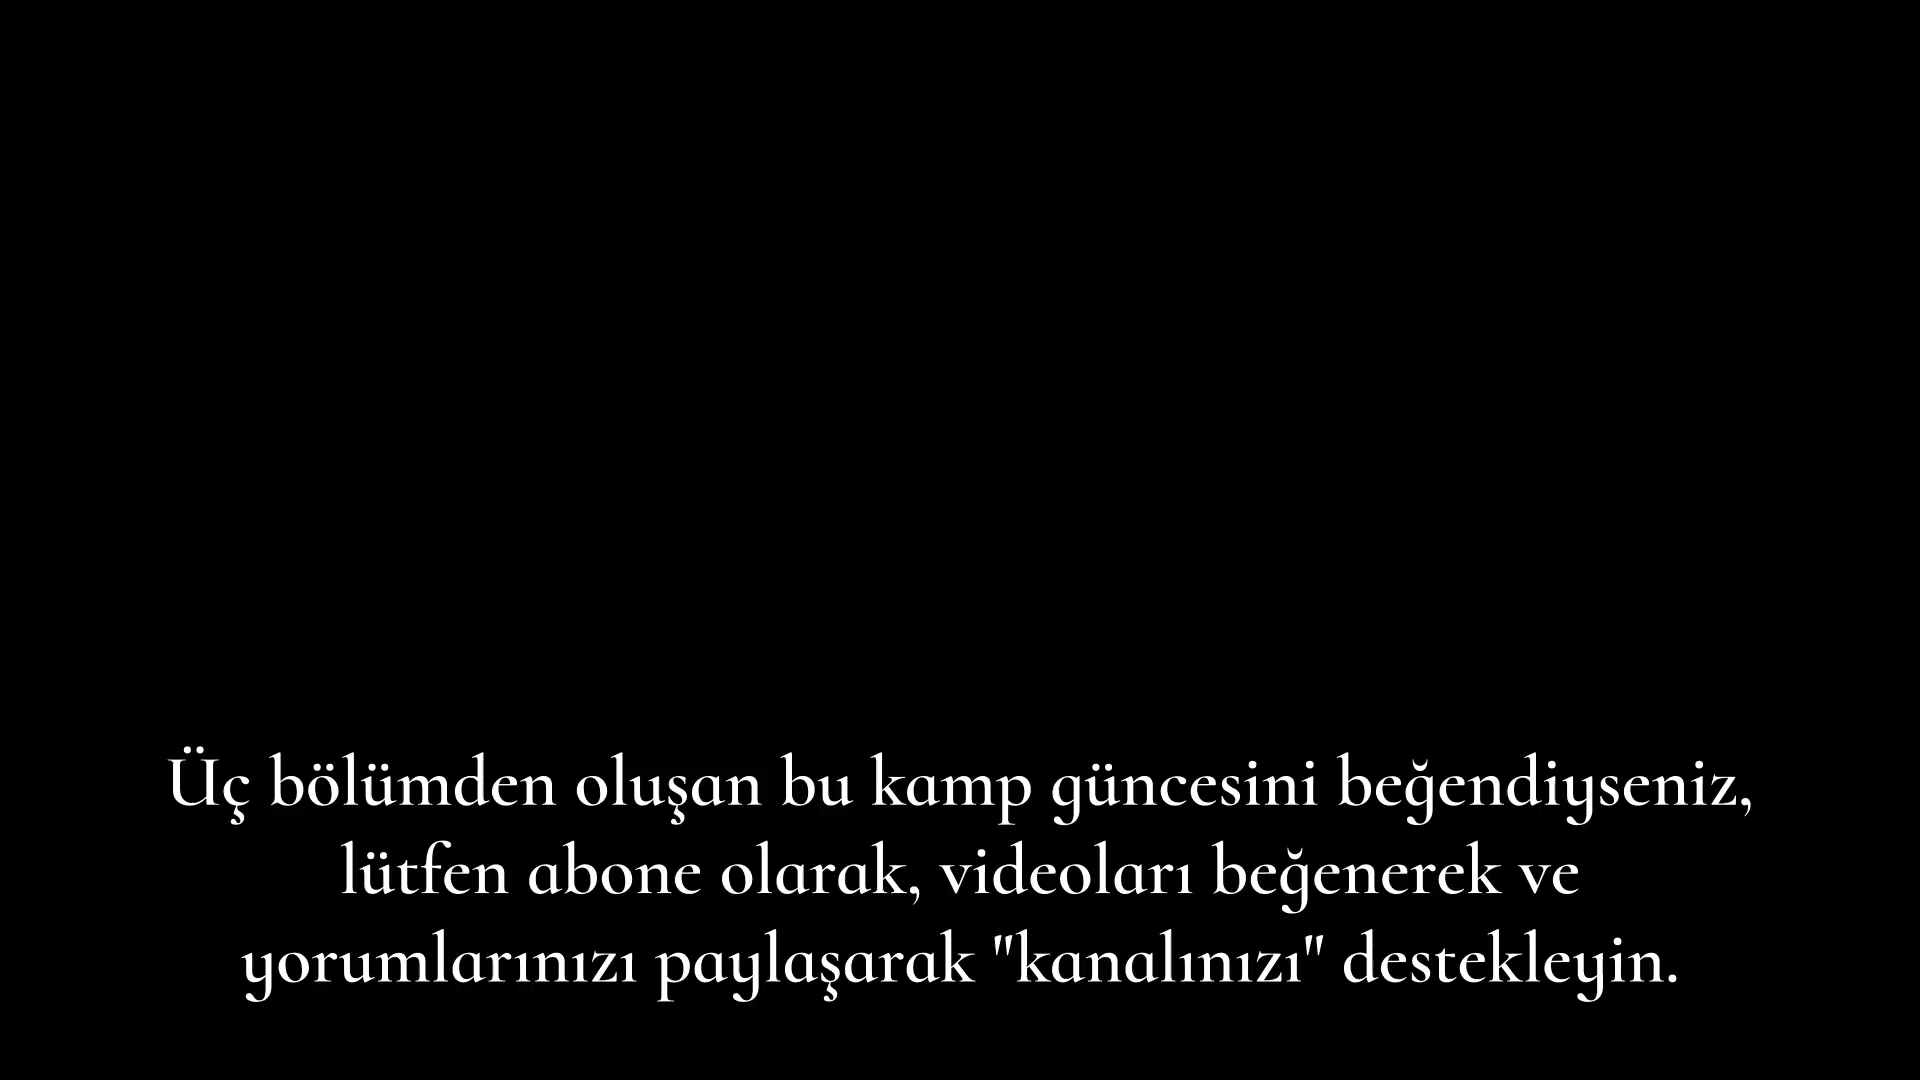 Üç bölümden oluşan bu kamp güncesini beğendiyseniz,
lütfen abone olarak, videoları beğenerek ve
yorumlarınızı paylaşarak "kanalınızı" destekleyin.